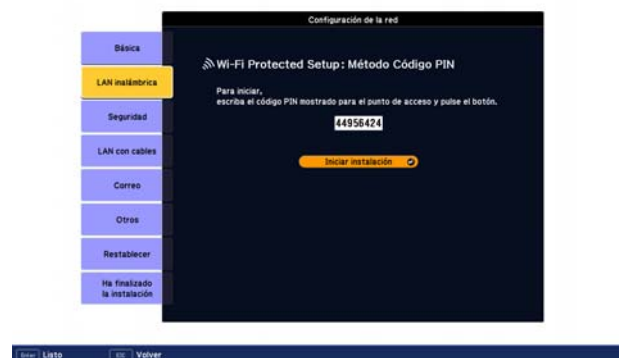 Configuración de la red
Básica
LAN inalámbrica
Seguridad
LAN con cables
Correo
Otros
Restablecer
Ha finalizado
la instalación
Wi-Fi Protected Setup: Método Código PIN
Para iniciar,
escriba el código PIN mostrado para el punto de acceso y pulse el botón.
44956424
Iniciar instalación
Enter Listo
ESC Volver